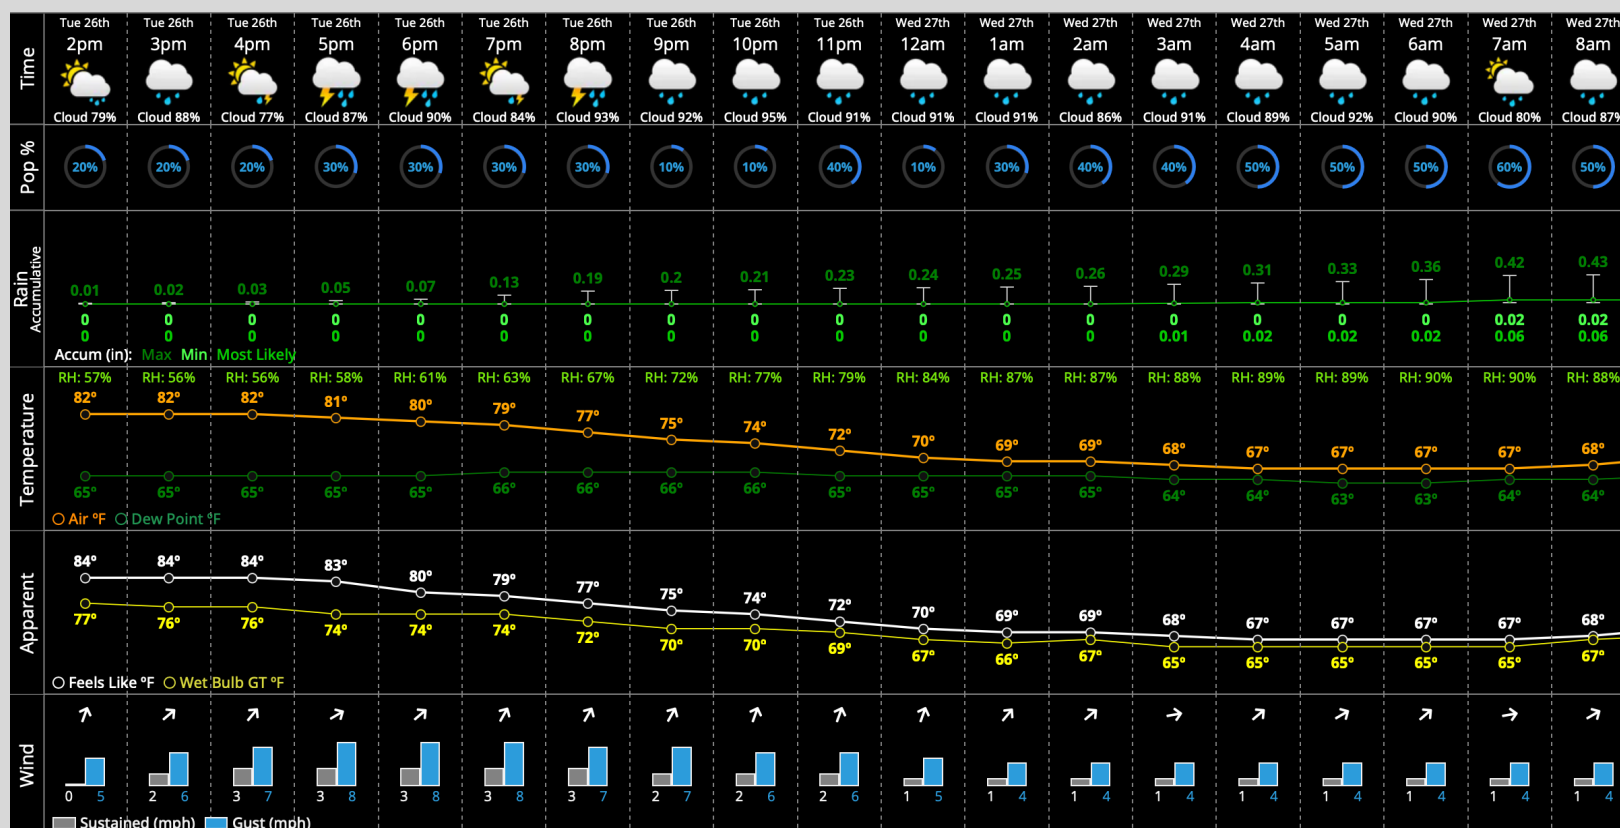 Tue 26th Tue 26th Tue 26th Tue 26th Tue 26th Tue 26th Tue 26th Tue 26th Tue 26th Tue 26th Wed 27th Wed 27th Wed 27th Wed 27th Wed 27th Wed 27th Wed 27th Wed 27th Wed 27th
Time
2pm 3pm 4pm 5pm 6pm 7pm 8pm 9pm 10pm 11pm 12am 1am 2am 3am 4am 5am 6am 7am 8am
Cloud 79% Cloud 88% Cloud 77% Cloud 87% Cloud 90% Cloud 84% Cloud 93% Cloud 92% Cloud 95% Cloud 91% Cloud 91% Cloud 91% Cloud 86% Cloud 91% Cloud 89% Cloud 92% Cloud 90% Cloud 80% Cloud 87%
Pop %
20% 20% 20% 30% 30% 30% 30% 10% 10% 40% 10% 30% 40% 40% 50% 50% 50% 60% 50%
Rain
Accumulative
0.01 0.02 0.03 0.05 0.07 0.13 0.19 0.2 0.21 0.23 0.24 0.25 0.26 0.29 0.31 0.33 0.36 0.42 0.43
0 0 0 0 0 0 0 0 0 0 0 0 0 0 0 0 0 0.02 0.02
0 0 0 0 0 0 0 0 0 0 0 0 0 0.01 0.02 0.02 0.02 0.06 0.06
Accum (in): Max Min Most Likely
Temperature
RH: 57% RH: 56% RH: 56% RH: 58% RH: 61% RH: 63% RH: 67% RH: 72% RH: 77% RH: 79% RH: 84% RH: 87% RH: 87% RH: 88% RH: 89% RH: 89% RH: 90% RH: 90% RH: 88%
82° 82° 82° 81° 80° 79° 77° 75° 74° 72° 70° 69° 69° 68° 67° 67° 67° 67° 68°
65° 65° 65° 65° 65° 66° 66° 66° 66° 65° 65° 65° 65° 64° 64° 63° 63° 64° 64°
Air ºF Dew Point ºF
Apparent
84° 84° 84° 83° 80° 79° 77° 75° 74° 72° 70° 69° 69° 68° 67° 67° 67° 67° 68°
77° 76° 76° 74° 74° 74° 72° 70° 70° 69° 67° 66° 67° 65° 65° 65° 65° 65° 67°
Feels Like ºF Wet Bulb GT ºF
Wind
0 5 2 6 3 7 3 8 3 8 3 8 3 7 2 7 2 6 2 6 1 5 1 4 1 4 1 4 1 4 1 4 1 4 1 4 1 4
Sustained (mph) Gust (mph)